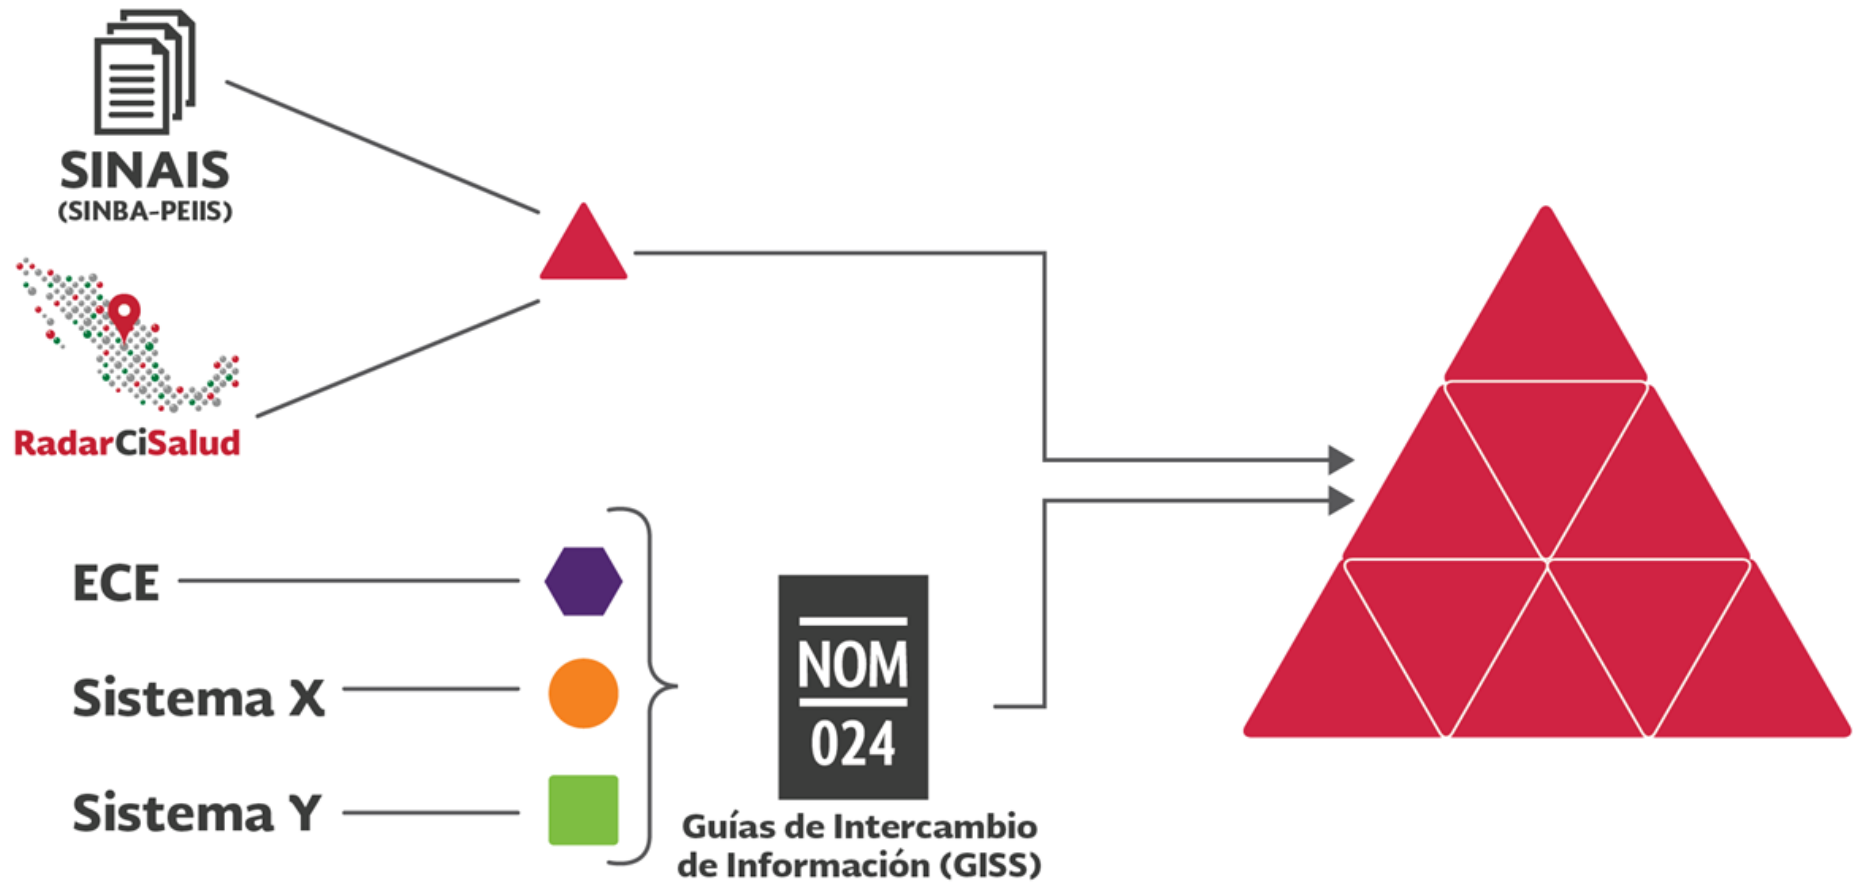 SINAIS
(SINBA-PEIIS)
RadarCiSalud
ECE
Sistema X
Sistema Y
NOM
024
Guías de Intercambio
de Información (GISS)